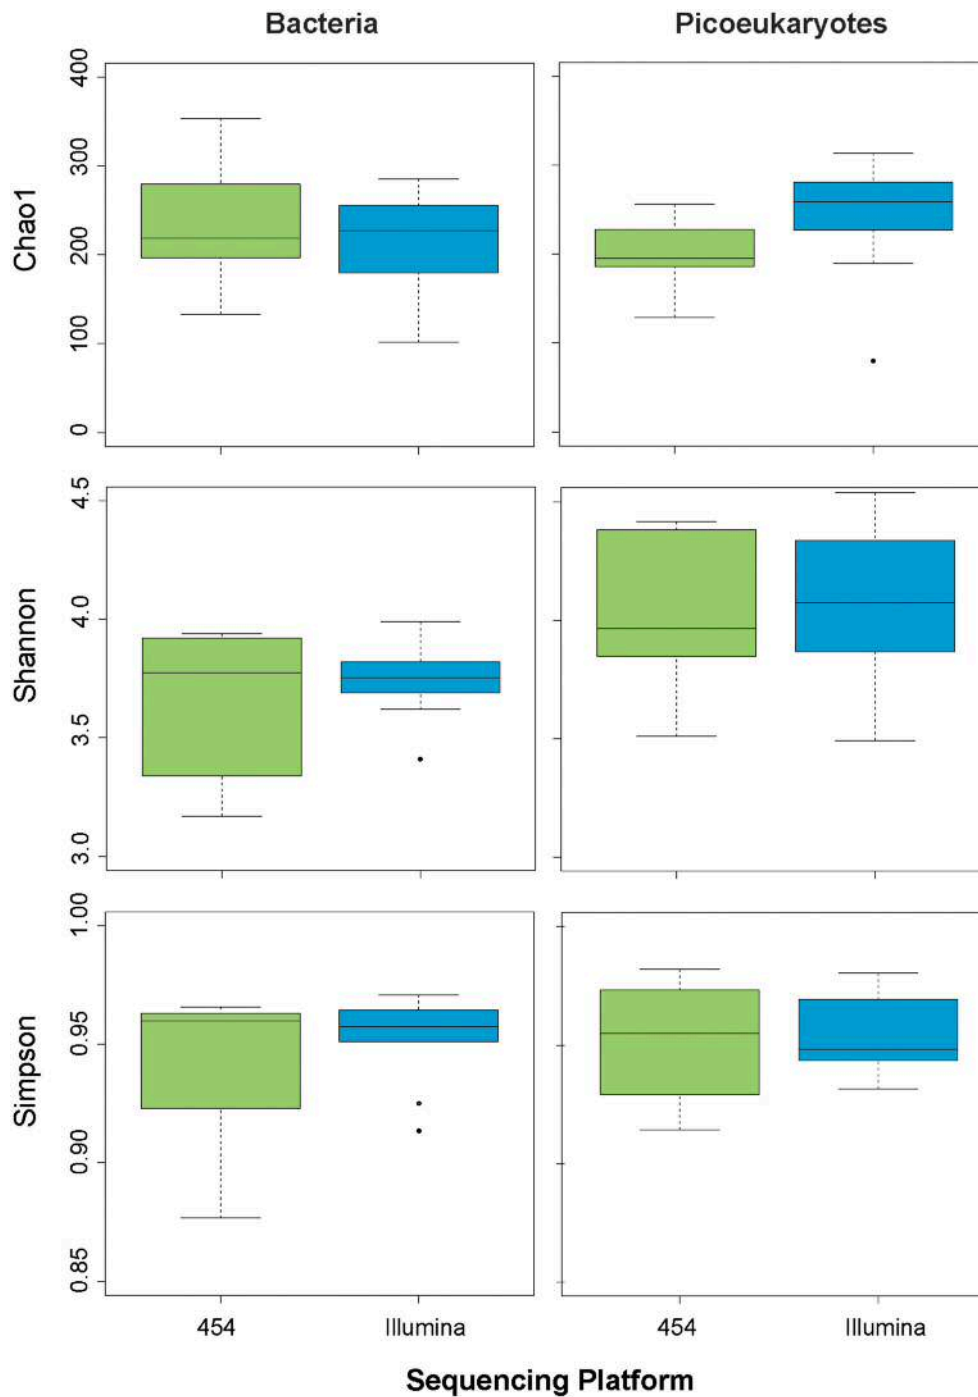 Bacteria Picoeukaryotes
Chao1
400
300
200
100
0
Shannon
4.5
4.0
3.5
3.0
Simpson
1.00
0.95
0.90
0.85
454 Illumina 454 Illumina
Sequencing Platform